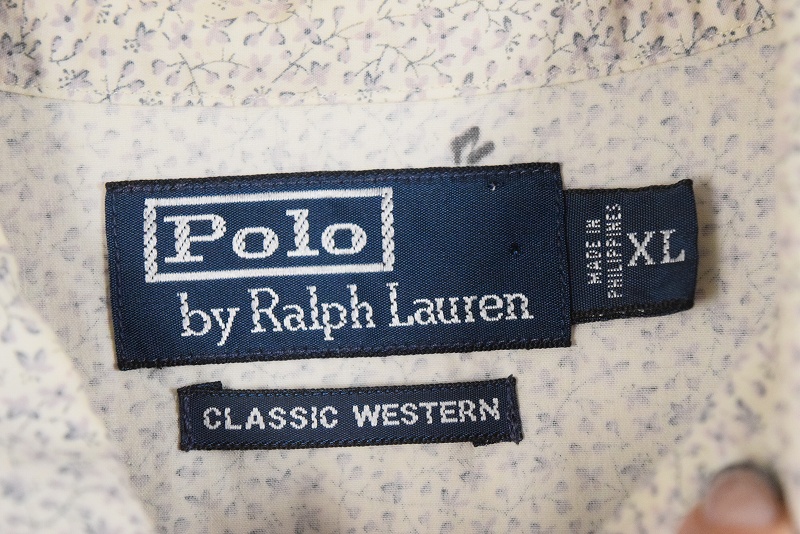 Polo
by Ralph Lauren
MADE IN
PHILIPPINES
XL
CLASSIC WESTERN